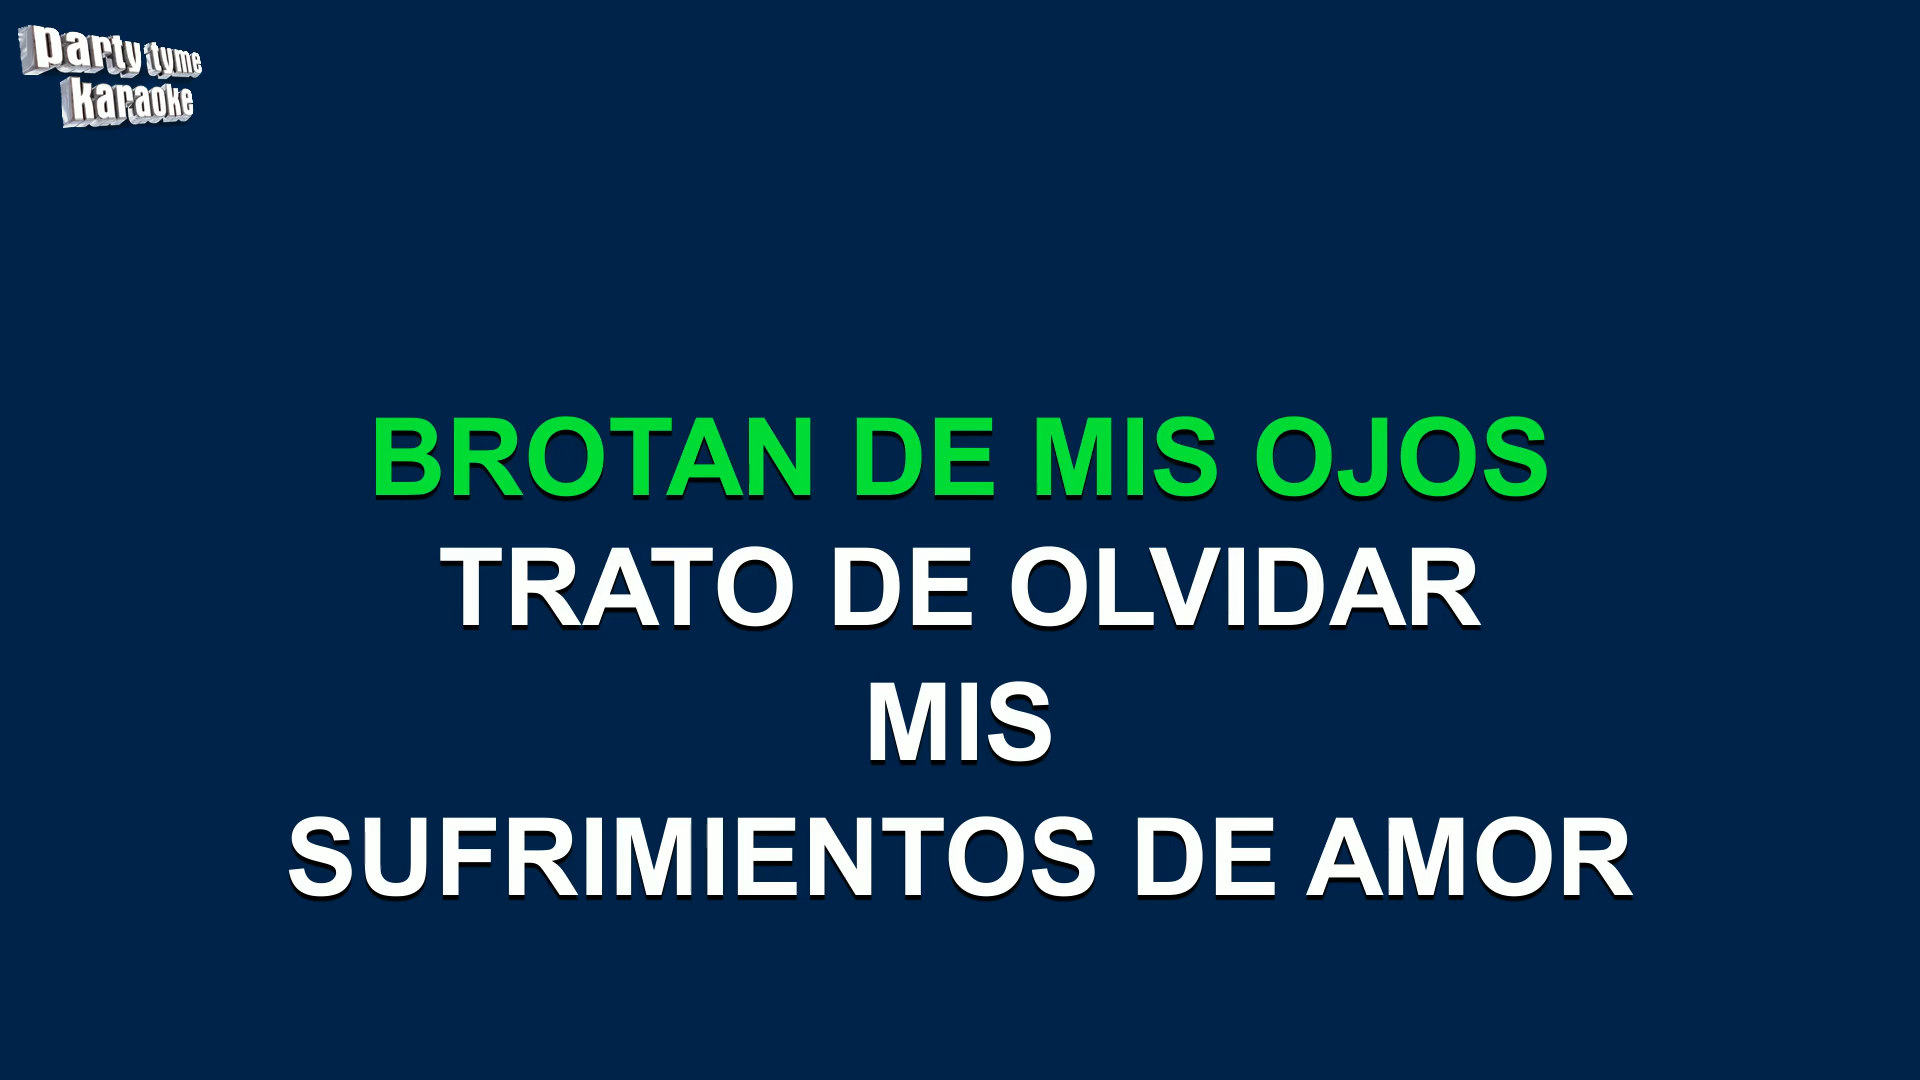 party tyme
karaoke
BROTAN DE MIS OJOS
TRATO DE OLVIDAR
MIS
SUFRIMIENTOS DE AMOR